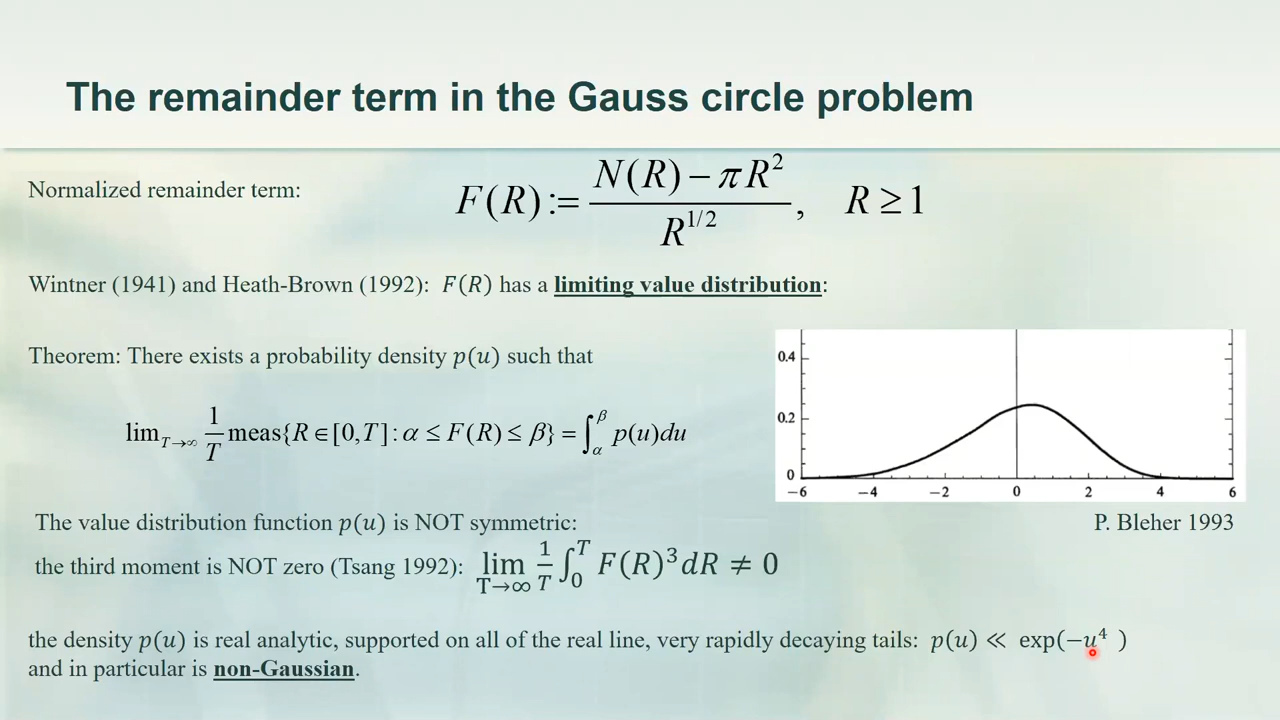 The remainder term in the Gauss circle problem
Normalized remainder term:
F(R) := (N(R) − πR²) / R^{1/2}, R ≥ 1
Wintner (1941) and Heath-Brown (1992): F(R) has a limiting value distribution:
Theorem: There exists a probability density p(u) such that
lim_{T→∞} 1/T meas{R ∈ [0,T] : α ≤ F(R) ≤ β} = ∫_α^β p(u)du
0.4
0.2
0
−6 −4 −2 0 2 4 6
P. Bleher 1993
The value distribution function p(u) is NOT symmetric:
the third moment is NOT zero (Tsang 1992): lim_{T→∞} 1/T ∫_0^T F(R)³dR ≠ 0
the density p(u) is real analytic, supported on all of the real line, very rapidly decaying tails: p(u) ≪ exp(−u⁴ )
and in particular is non-Gaussian.